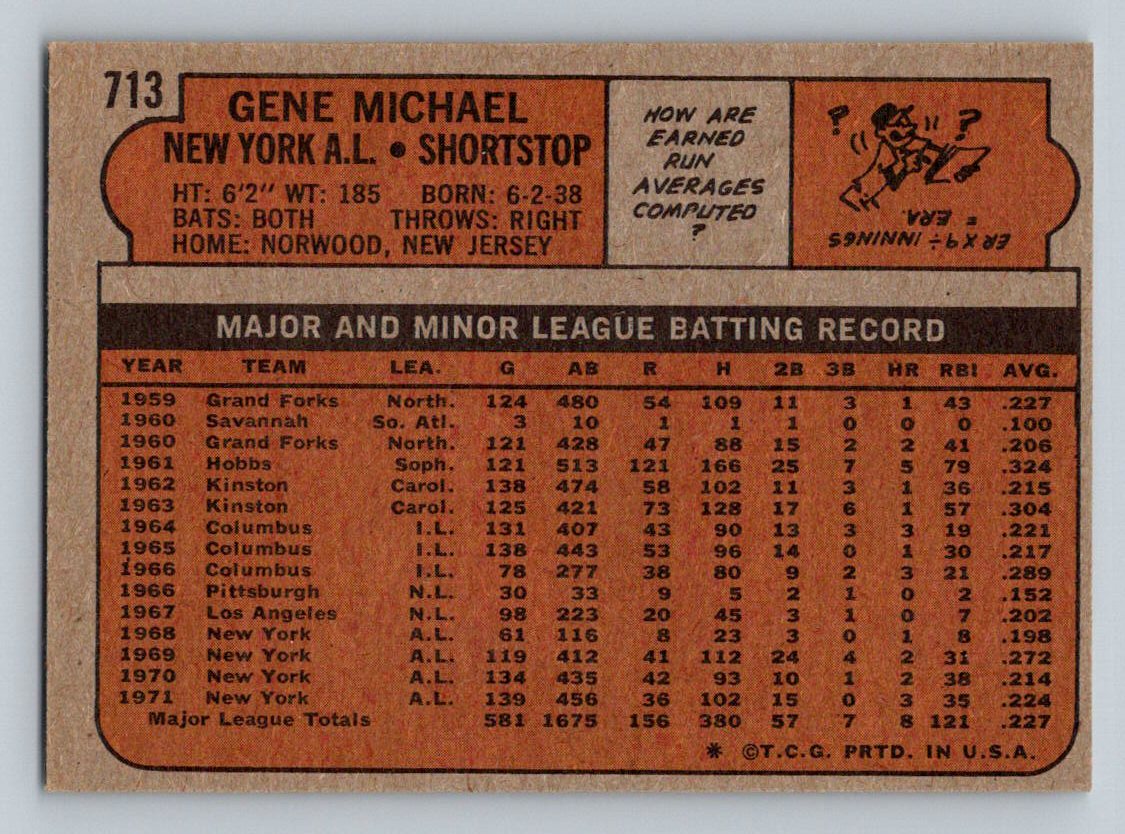 713
GENE MICHAEL
NEW YORK A.L. • SHORTSTOP
HT: 6'2" WT: 185 BORN: 6-2-38
BATS: BOTH THROWS: RIGHT
HOME: NORWOOD, NEW JERSEY
HOW ARE
EARNED
RUN
AVERAGES
COMPUTED
?
? ?
ER X 9 ÷ INNINGS
= ERA.
MAJOR AND MINOR LEAGUE BATTING RECORD
YEAR TEAM LEA. G AB R H 2B 3B HR RBI AVG.
1959 Grand Forks North. 124 480 54 109 11 3 1 43 .227
1960 Savannah So. Atl. 3 10 1 1 1 0 0 0 .100
1960 Grand Forks North. 121 428 47 88 15 2 2 41 .206
1961 Hobbs Soph. 121 513 121 166 25 7 5 79 .324
1962 Kinston Carol. 138 474 58 102 11 3 1 36 .215
1963 Kinston Carol. 125 421 73 128 17 6 1 57 .304
1964 Columbus I.L. 131 407 43 90 13 3 3 19 .221
1965 Columbus I.L. 138 443 53 96 14 0 1 30 .217
1966 Columbus I.L. 78 277 38 80 9 2 3 21 .289
1966 Pittsburgh N.L. 30 33 9 5 2 1 0 2 .152
1967 Los Angeles N.L. 98 223 20 45 3 1 0 7 .202
1968 New York A.L. 61 116 8 23 3 0 1 8 .198
1969 New York A.L. 119 412 41 112 24 4 2 31 .272
1970 New York A.L. 134 435 42 93 10 1 2 38 .214
1971 New York A.L. 139 456 36 102 15 0 3 35 .224
Major League Totals 581 1675 156 380 57 7 8 121 .227
* ©T.C.G. PRTD. IN U.S.A.